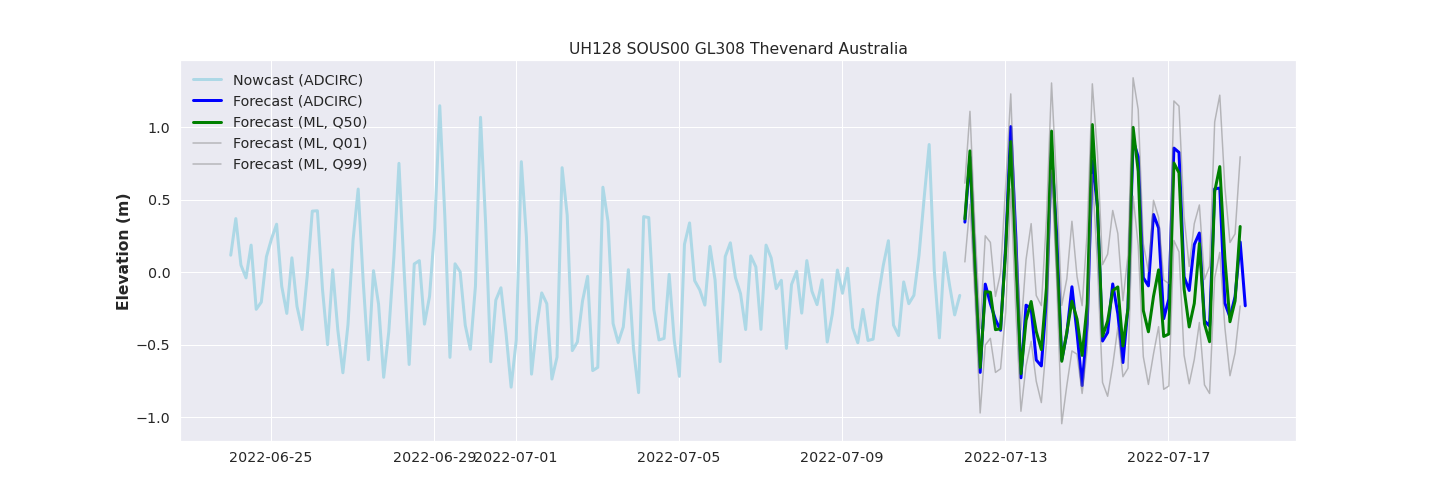 UH128 SOUS00 GL308 Thevenard Australia
Nowcast (ADCIRC)
Forecast (ADCIRC)
Forecast (ML, Q50)
Forecast (ML, Q01)
Forecast (ML, Q99)
Elevation (m)
1.0
0.5
0.0
−0.5
−1.0
2022-06-25 2022-06-29 2022-07-01 2022-07-05 2022-07-09 2022-07-13 2022-07-17